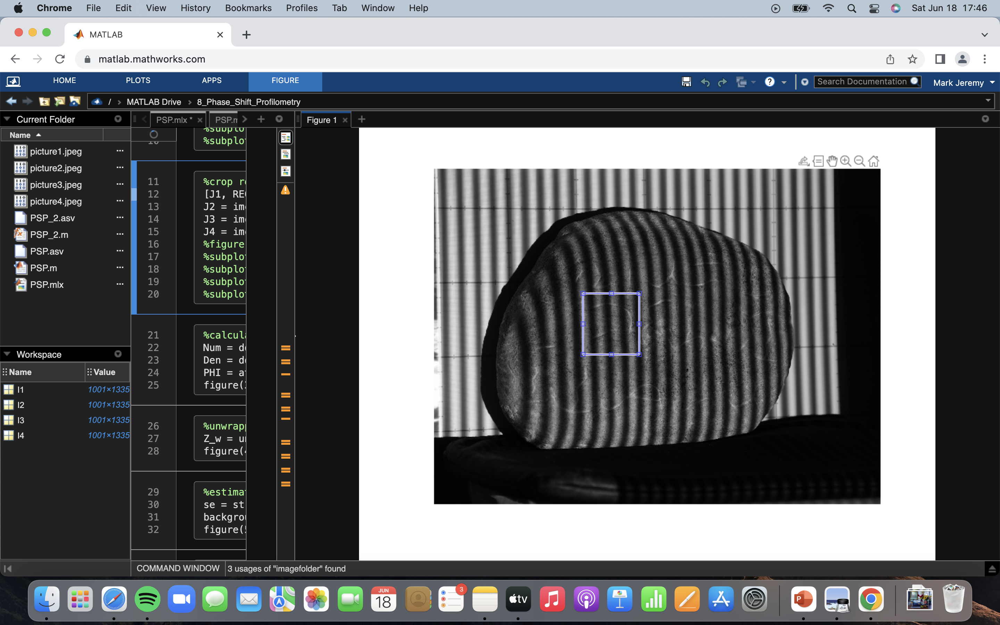 Chrome File Edit View History Bookmarks Profiles Tab Window Help Sat Jun 18 17:46
MATLAB
matlab.mathworks.com
HOME PLOTS APPS FIGURE Search Documentation Mark Jeremy
/ > MATLAB Drive > 8_Phase_Shift_Profilometry
Current Folder
Name
picture1.jpeg
picture2.jpeg
picture3.jpeg
picture4.jpeg
PSP_2.asv
PSP_2.m
PSP.asv
PSP.m
PSP.mlx
Workspace
Name Value
I1 1001×1335
I2 1001×1335
I3 1001×1335
I4 1001×1335
PSP.mlx * PSP.m
%subplo
10 %subplo
11 %crop r
12 [J1, RE
13 J2 = im
14 J3 = im
15 J4 = im
16 %figure
17 %subplo
18 %subplo
19 %subplo
20 %subplo
21 %calcul
22 Num = d
23 Den = d
24 PHI = a
25 figure(
26 %unwrap
27 Z_w = u
28 figure(
29 %estima
30 se = st
31 backgro
32 figure(
Figure 1
COMMAND WINDOW 3 usages of "imagefolder" found
3
JUN
18
tv
P